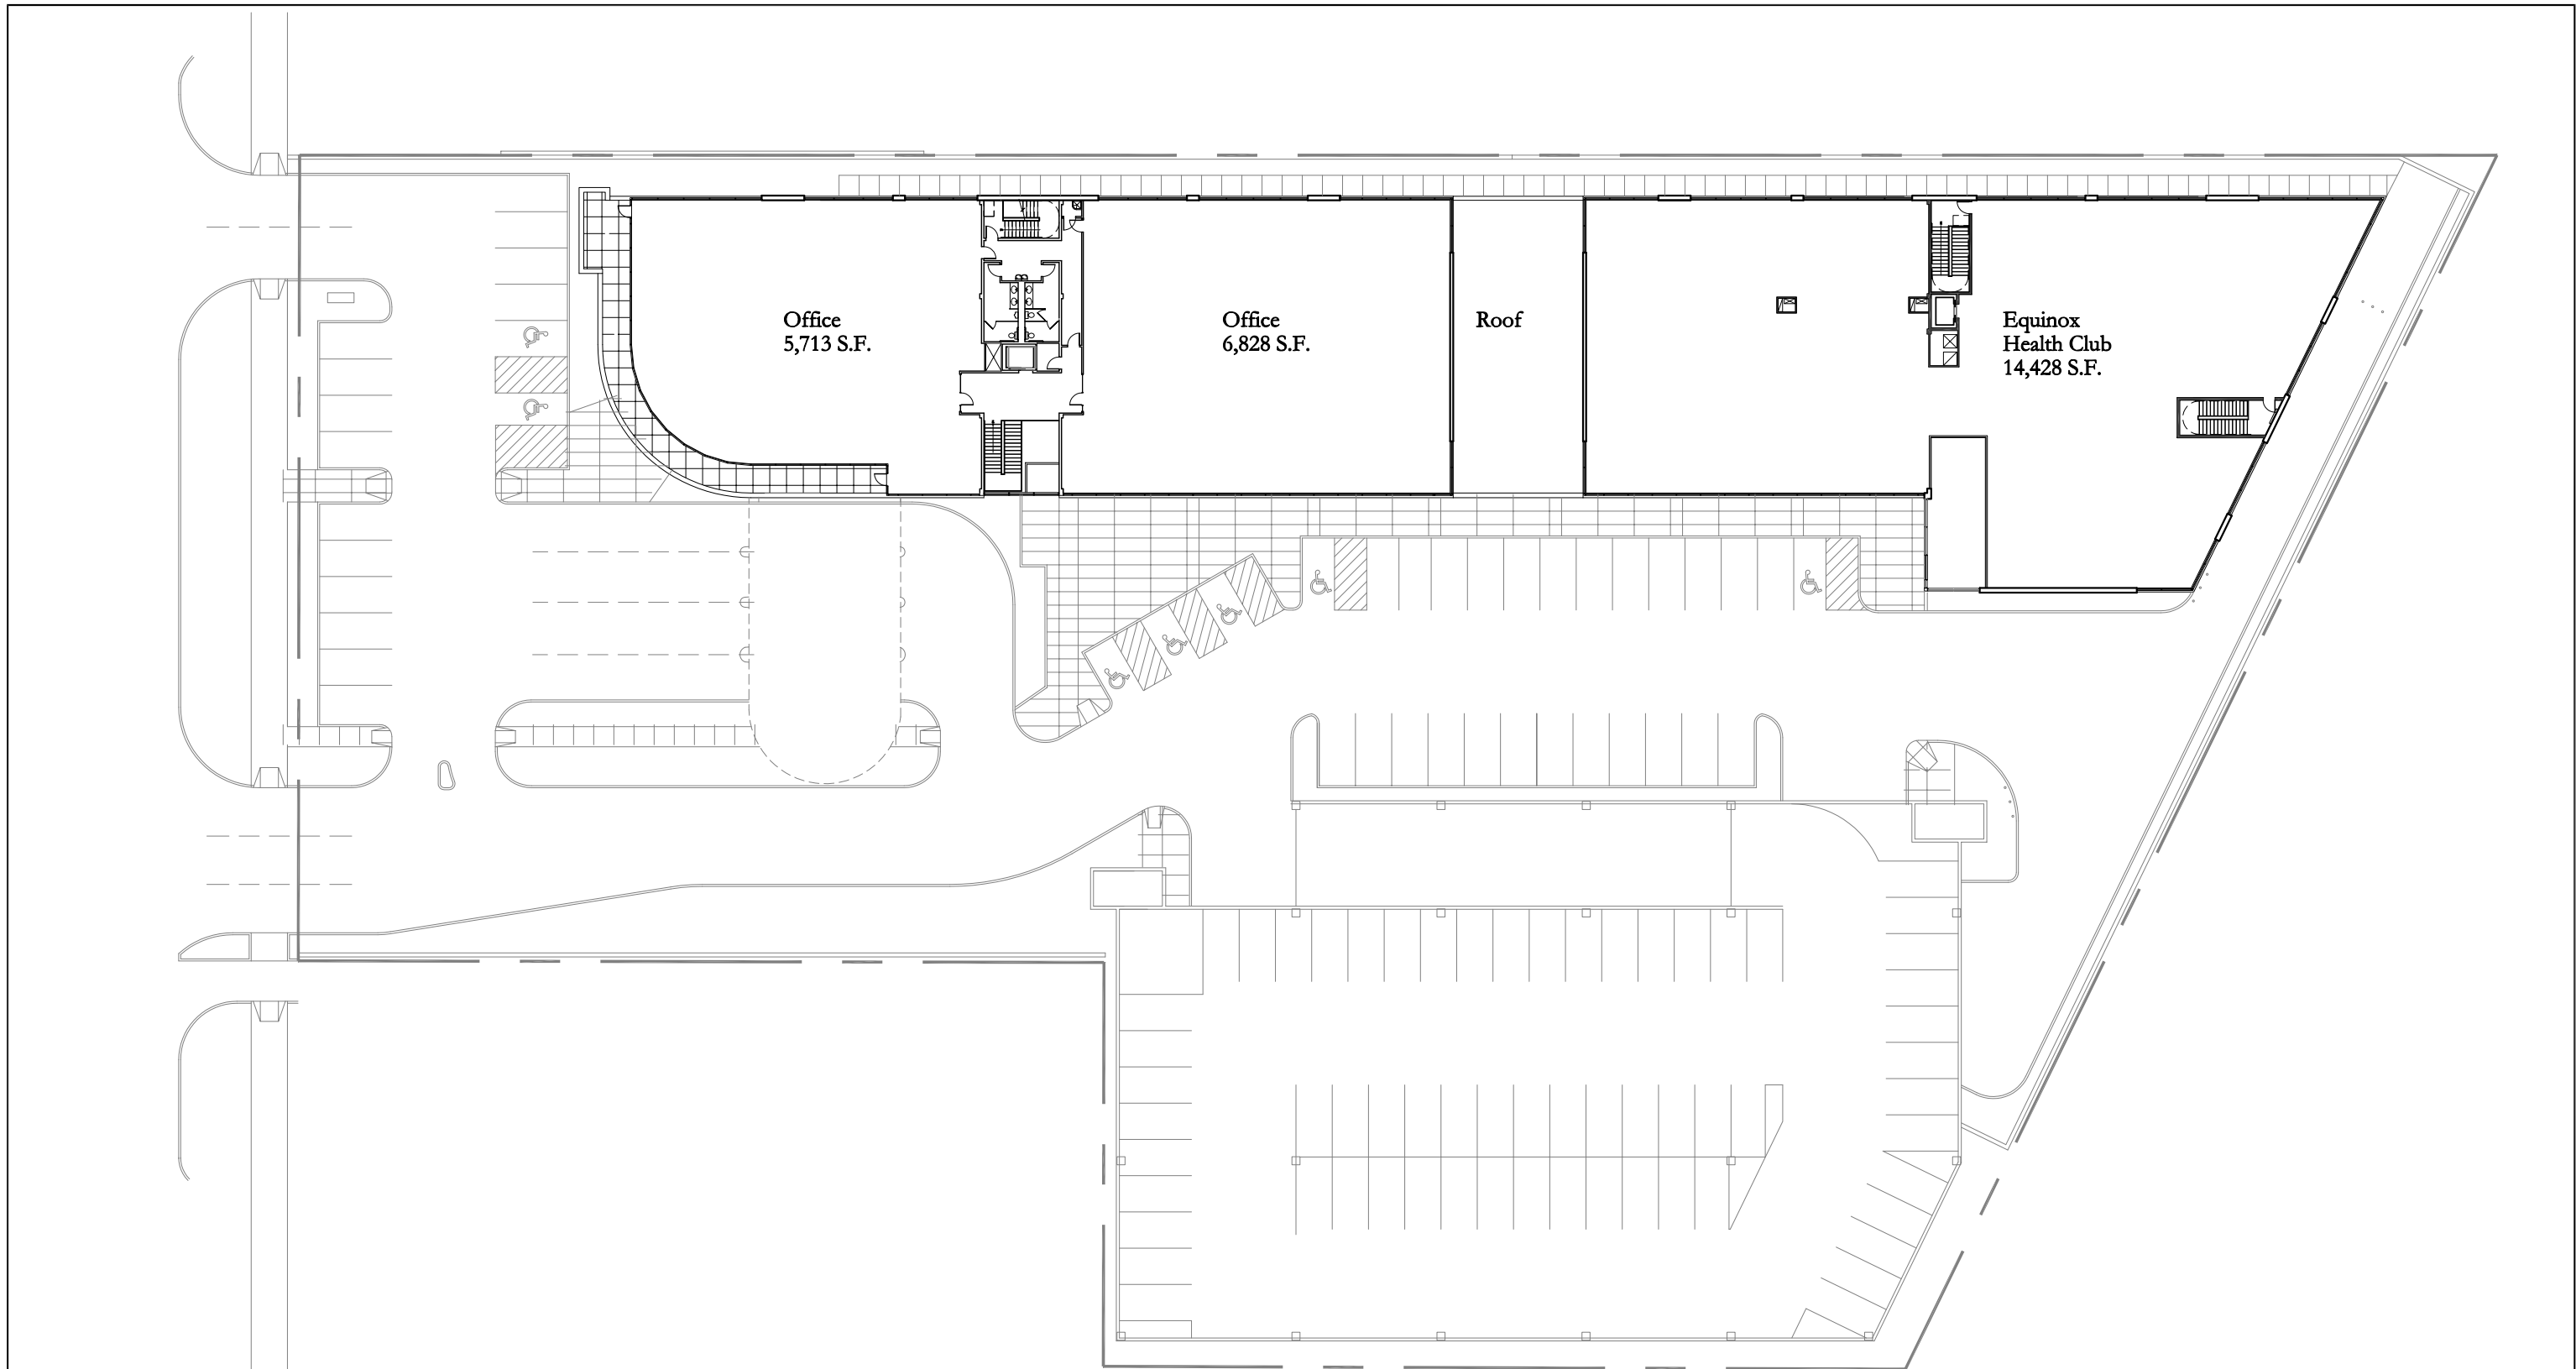 Office
5,713 S.F.
Office
6,828 S.F.
Roof
Equinox
Health Club
14,428 S.F.